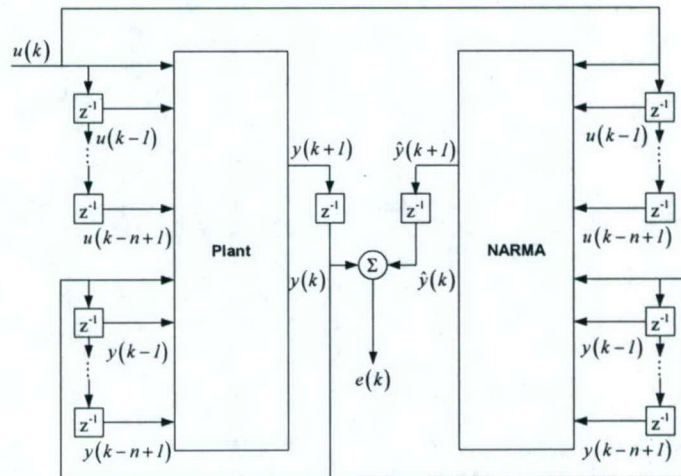 u(k)
z⁻¹
z⁻¹
u(k-1)
u(k-1)
⋮
⋮
y(k+1)
ŷ(k+1)
z⁻¹
z⁻¹
z⁻¹
z⁻¹
u(k-n+1)
u(k-n+1)
Plant
NARMA
Σ
y(k)
ŷ(k)
z⁻¹
z⁻¹
y(k-1)
y(k-1)
⋮
⋮
e(k)
z⁻¹
z⁻¹
y(k-n+1)
y(k-n+1)